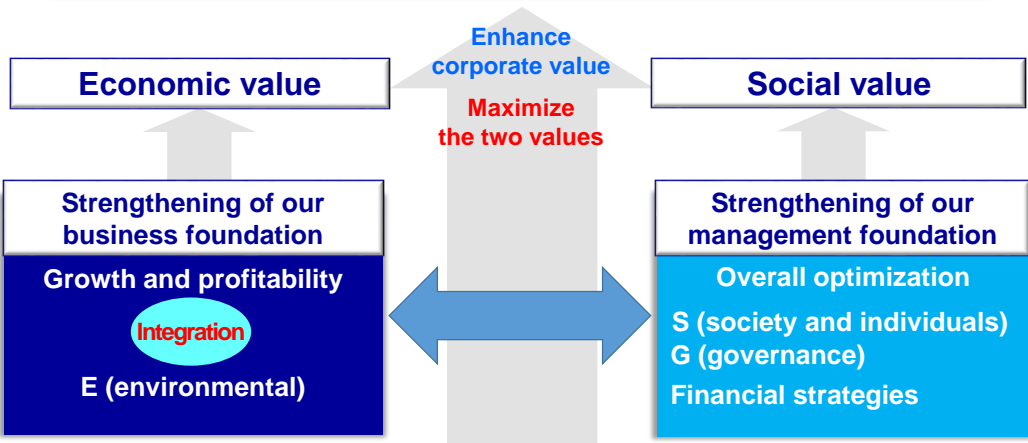 Enhance
corporate value
Economic value
Social value
Maximize
the two values
Strengthening of our
business foundation
Strengthening of our
management foundation
Growth and profitability
Integration
E (environmental)
Overall optimization
S (society and individuals)
G (governance)
Financial strategies